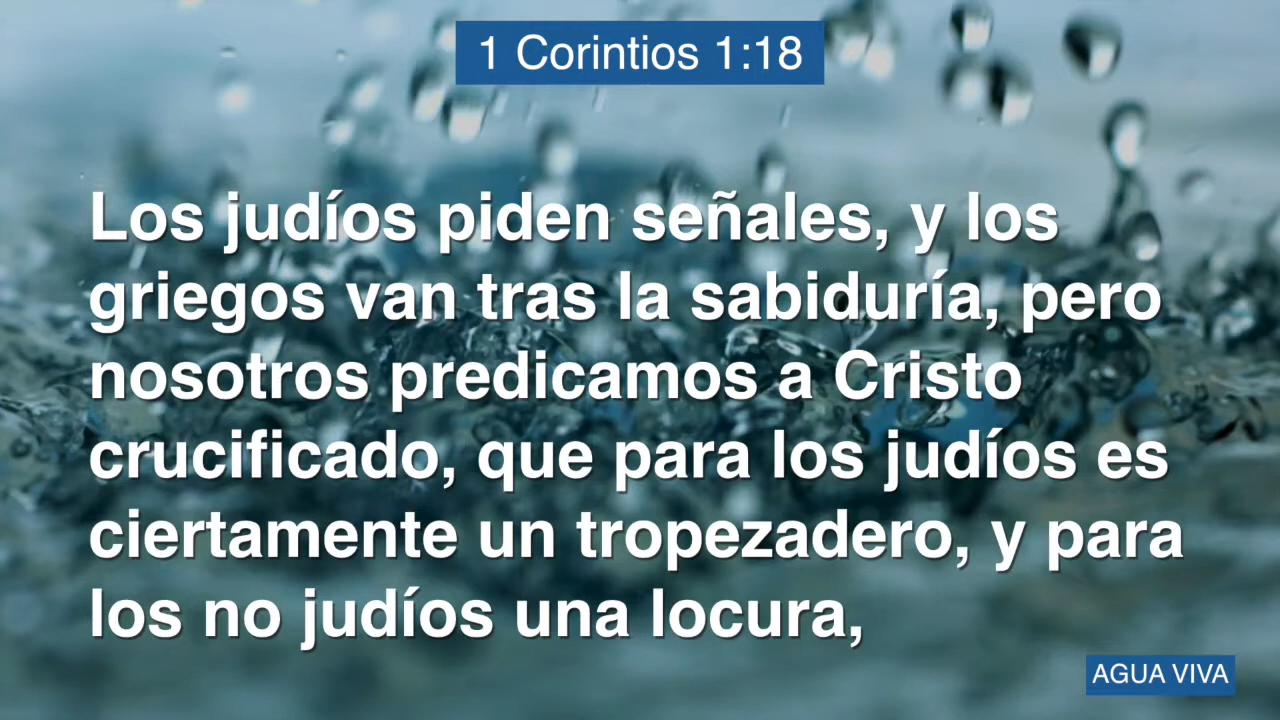 1 Corintios 1:18
Los judíos piden señales, y los
griegos van tras la sabiduría, pero
nosotros predicamos a Cristo
crucificado, que para los judíos es
ciertamente un tropezadero, y para
los no judíos una locura,
AGUA VIVA